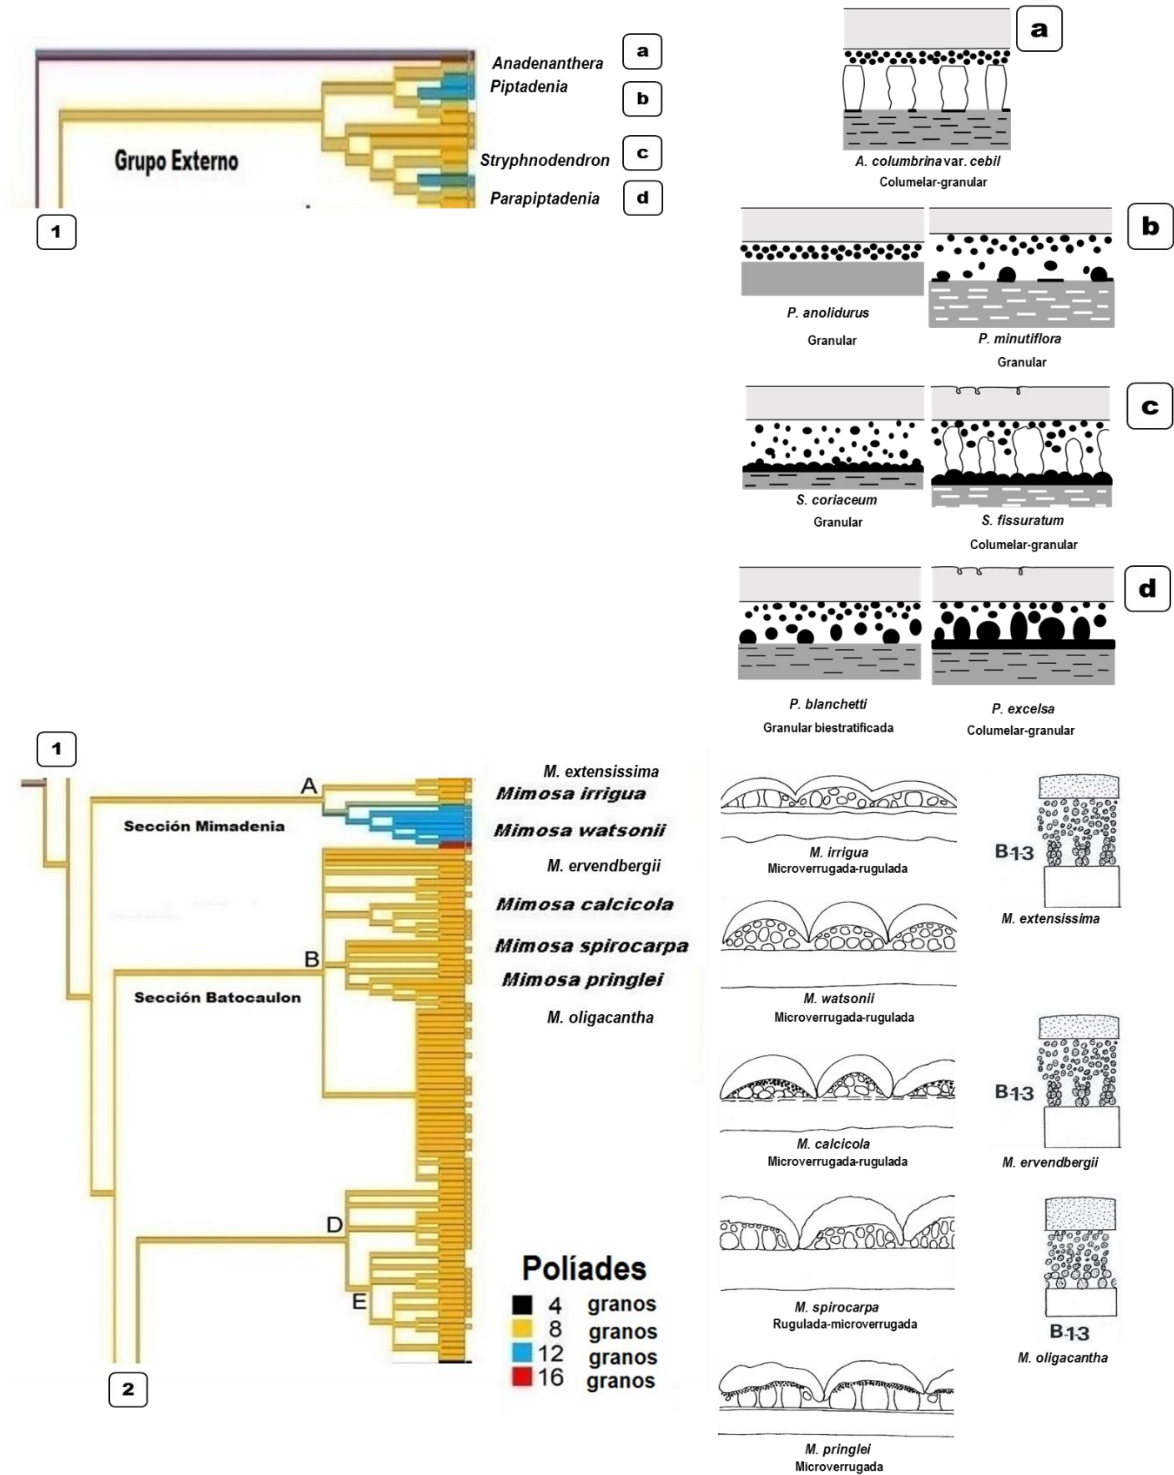 a
Anadenanthera
a
Piptadenia
b
Grupo Externo
Stryphnodendron
c
Parapiptadenia
d
1
A. columbrina var. cebil
Columelar-granular
b
P. anolidurus
Granular
P. minutiflora
Granular
c
S. coriaceum
Granular
S. fissuratum
Columelar-granular
d
P. blanchetti
Granular biestratificada
P. excelsa
Columelar-granular
1
A
Sección Mimadenia
M. extensissima
Mimosa irrigua
Mimosa watsonii
M. ervendbergii
Mimosa calcicola
B
Mimosa spirocarpa
Sección Batocaulon
Mimosa pringlei
M. oligacantha
D
E
2
Políades
4 granos
8 granos
12 granos
16 granos
M. irrigua
Microverrugada-rugulada
M. watsonii
Microverrugada-rugulada
M. calcicola
Microverrugada-rugulada
M. spirocarpa
Rugulada-microverrugada
M. pringlei
Microverrugada
B-1-3
M. extensissima
B-1-3
M. ervendbergii
B-1-3
M. oligacantha